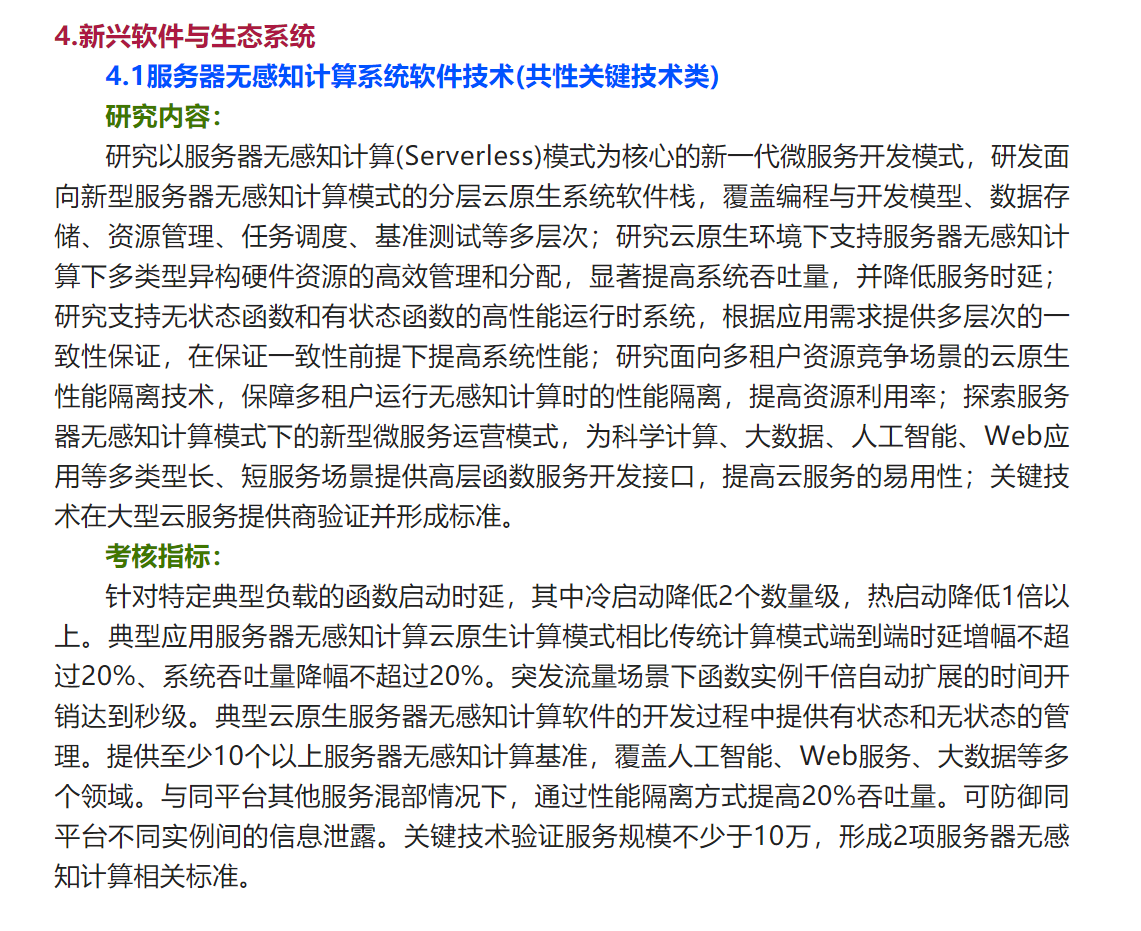 4.新兴软件与生态系统
4.1服务器无感知计算系统软件技术(共性关键技术类)
研究内容：
研究以服务器无感知计算(Serverless)模式为核心的新一代微服务开发模式，研发面
向新型服务器无感知计算模式的分层云原生系统软件栈，覆盖编程与开发模型、数据存
储、资源管理、任务调度、基准测试等多层次；研究云原生环境下支持服务器无感知计
算下多类型异构硬件资源的高效管理和分配，显著提高系统吞吐量，并降低服务时延；
研究支持无状态函数和有状态函数的高性能运行时系统，根据应用需求提供多层次的一
致性保证，在保证一致性前提下提高系统性能；研究面向多租户资源竞争场景的云原生
性能隔离技术，保障多租户运行无感知计算时的性能隔离，提高资源利用率；探索服务
器无感知计算模式下的新型微服务运营模式，为科学计算、大数据、人工智能、Web应
用等多类型长、短服务场景提供高层函数服务开发接口，提高云服务的易用性；关键技
术在大型云服务提供商验证并形成标准。
考核指标：
针对特定典型负载的函数启动时延，其中冷启动降低2个数量级，热启动降低1倍以
上。典型应用服务器无感知计算云原生计算模式相比传统计算模式端到端时延增幅不超
过20%、系统吞吐量降幅不超过20%。突发流量场景下函数实例千倍自动扩展的时间开
销达到秒级。典型云原生服务器无感知计算软件的开发过程中提供有状态和无状态的管
理。提供至少10个以上服务器无感知计算基准，覆盖人工智能、Web服务、大数据等多
个领域。与同平台其他服务混部情况下，通过性能隔离方式提高20%吞吐量。可防御同
平台不同实例间的信息泄露。关键技术验证服务规模不少于10万，形成2项服务器无感
知计算相关标准。